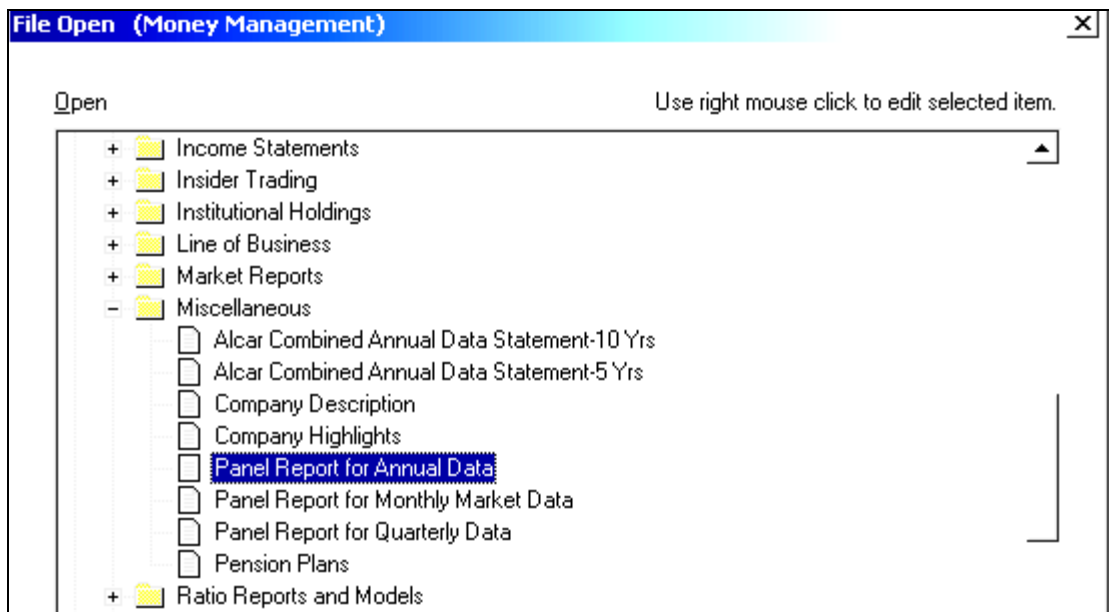 File Open (Money Management)
Open
Use right mouse click to edit selected item.
Income Statements
Insider Trading
Institutional Holdings
Line of Business
Market Reports
Miscellaneous
Alcar Combined Annual Data Statement-10 Yrs
Alcar Combined Annual Data Statement-5 Yrs
Company Description
Company Highlights
Panel Report for Annual Data
Panel Report for Monthly Market Data
Panel Report for Quarterly Data
Pension Plans
Ratio Reports and Models